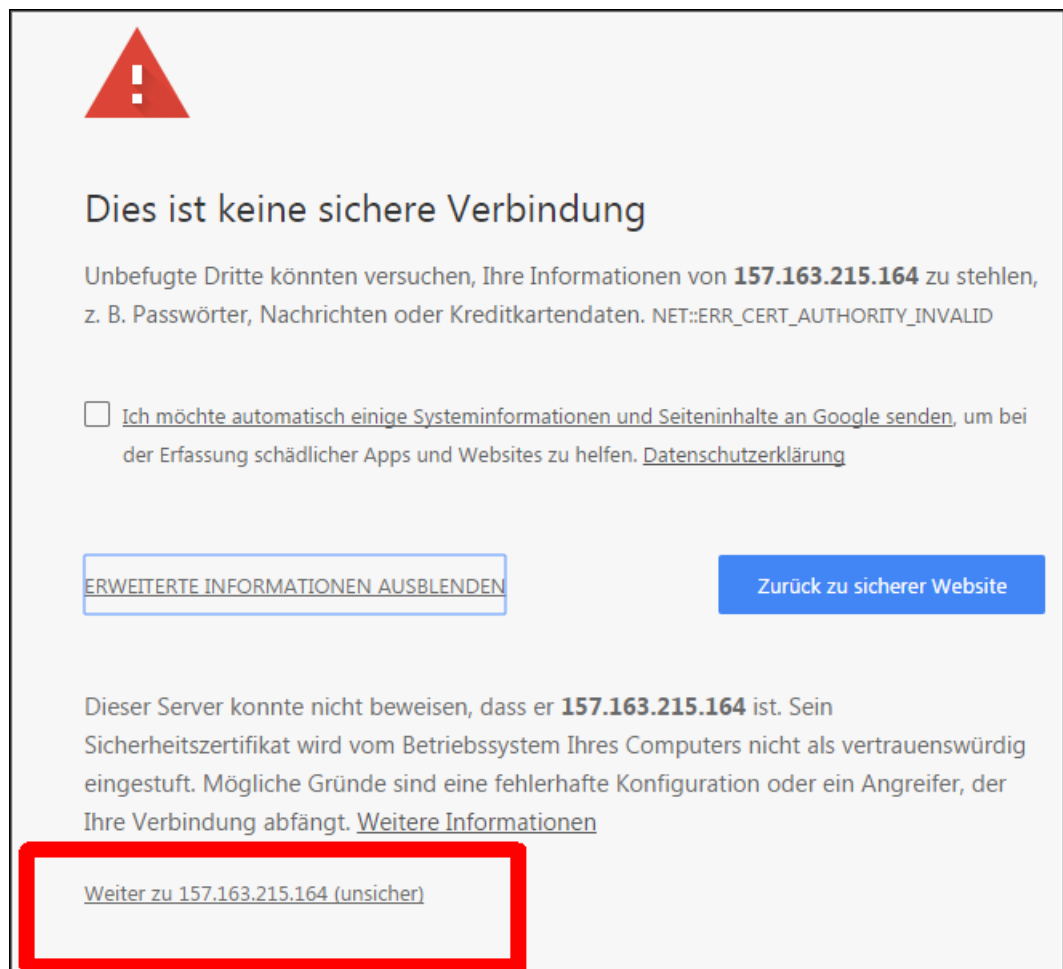 Dies ist keine sichere Verbindung
Unbefugte Dritte könnten versuchen, Ihre Informationen von 157.163.215.164 zu stehlen,
z. B. Passwörter, Nachrichten oder Kreditkartendaten. NET::ERR_CERT_AUTHORITY_INVALID
Ich möchte automatisch einige Systeminformationen und Seiteninhalte an Google senden, um bei
der Erfassung schädlicher Apps und Websites zu helfen. Datenschutzerklärung
ERWEITERTE INFORMATIONEN AUSBLENDEN
Zurück zu sicherer Website
Dieser Server konnte nicht beweisen, dass er 157.163.215.164 ist. Sein
Sicherheitszertifikat wird vom Betriebssystem Ihres Computers nicht als vertrauenswürdig
eingestuft. Mögliche Gründe sind eine fehlerhafte Konfiguration oder ein Angreifer, der
Ihre Verbindung abfängt. Weitere Informationen
Weiter zu 157.163.215.164 (unsicher)